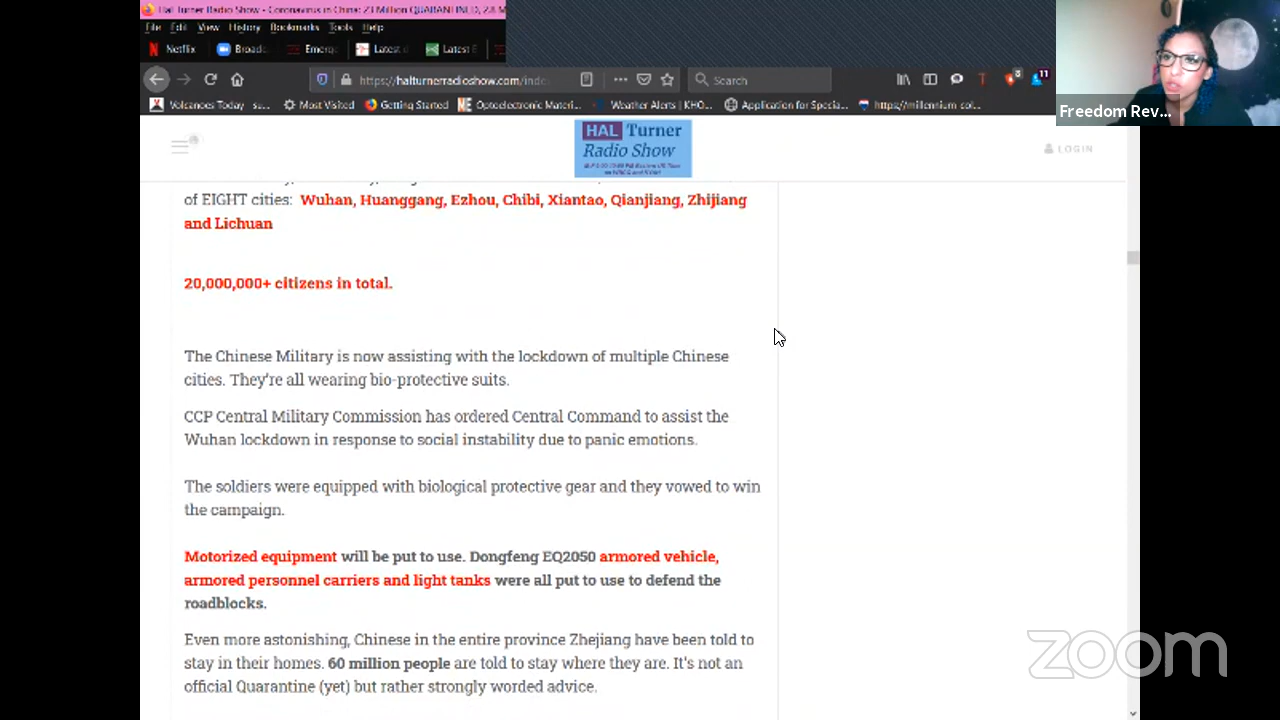 Hal Turner Radio Show - Coronavirus in China: 23 Million QUARANTINED, 2.8 M
File Edit View History Bookmarks Tools Help
Netflix Broadc Emerge Latest Latest E
https://halturnerradioshow.com/inde Search 8 11
Volcanoes Today su... Most Visited Getting Started Optoelectronic Materi... Weather Alerts | KHO... Application for Specia... https://millennium_col...
Freedom Rev...
HAL Turner
Radio Show
LOGIN
of EIGHT cities: Wuhan, Huanggang, Ezhou, Chibi, Xiantao, Qianjiang, Zhijiang
and Lichuan
20,000,000+ citizens in total.
The Chinese Military is now assisting with the lockdown of multiple Chinese
cities. They're all wearing bio-protective suits.
CCP Central Military Commission has ordered Central Command to assist the
Wuhan lockdown in response to social instability due to panic emotions.
The soldiers were equipped with biological protective gear and they vowed to win
the campaign.
Motorized equipment will be put to use. Dongfeng EQ2050 armored vehicle,
armored personnel carriers and light tanks were all put to use to defend the
roadblocks.
Even more astonishing, Chinese in the entire province Zhejiang have been told to
stay in their homes. 60 million people are told to stay where they are. It's not an
official Quarantine (yet) but rather strongly worded advice.
zoom